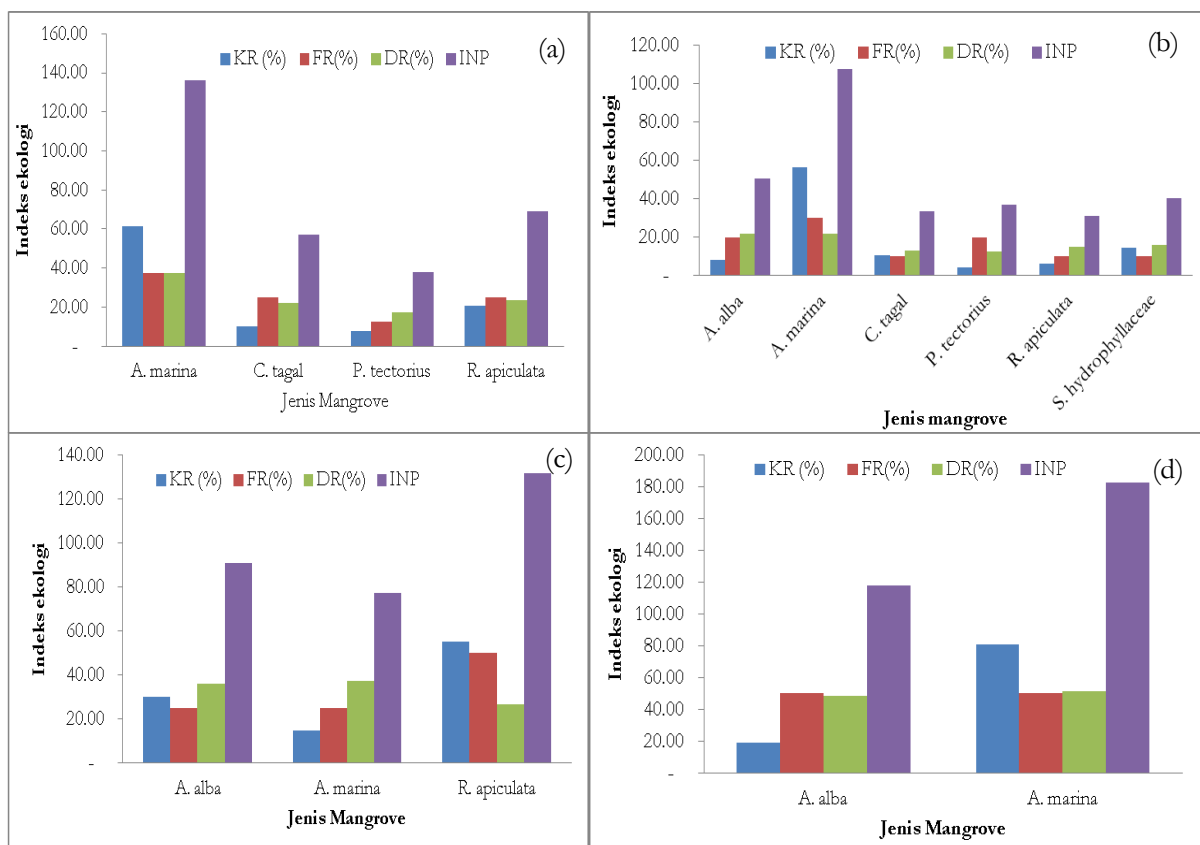 (a)
KR (%) FR(%) DR(%) INP
160.00
140.00
120.00
100.00
80.00
60.00
40.00
20.00
-
Indeks ekologi
A. marina C. tagal P. tectorius R. apiculata
Jenis Mangrove
(b)
KR (%) FR(%) DR(%) INP
120.00
100.00
80.00
60.00
40.00
20.00
-
Indeks ekologi
A. alba A. marina C. tagal P. tectorius R. apiculata S. hydrophyllaceae
Jenis mangrove
(c)
KR (%) FR(%) DR(%) INP
140.00
120.00
100.00
80.00
60.00
40.00
20.00
-
Indeks ekologi
A. alba A. marina R. apiculata
Jenis Mangrove
(d)
KR (%) FR(%) DR(%) INP
200.00
180.00
160.00
140.00
120.00
100.00
80.00
60.00
40.00
20.00
-
Indeks ekologi
A. alba A. marina
Jenis Mangrove